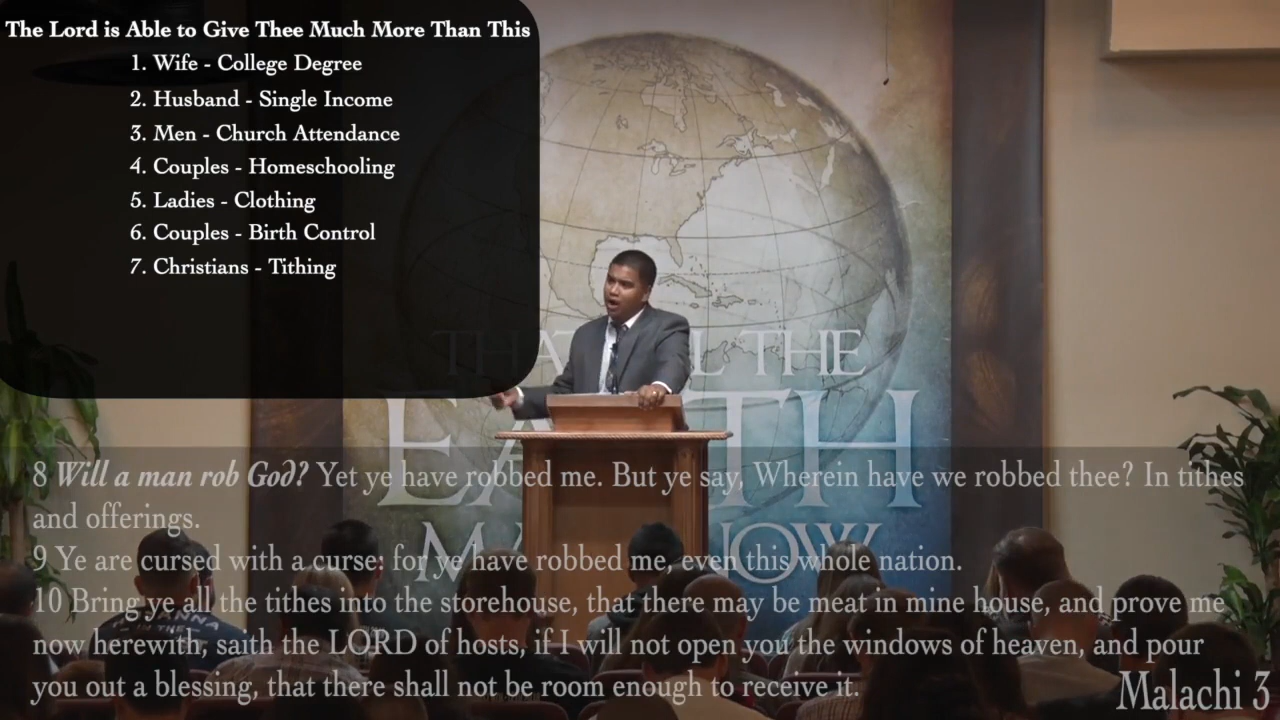 The Lord is Able to Give Thee Much More Than This
1. Wife - College Degree
2. Husband - Single Income
3. Men - Church Attendance
4. Couples - Homeschooling
5. Ladies - Clothing
6. Couples - Birth Control
7. Christians - Tithing
THE
EARTH
8 Will a man rob God? Yet ye have robbed me. But ye say, Wherein have we robbed thee? In tithes
and offerings.
9 Ye are cursed with a curse: for ye have robbed me, even this whole nation.
10 Bring ye all the tithes into the storehouse, that there may be meat in mine house, and prove me
now herewith, saith the LORD of hosts, if I will not open you the windows of heaven, and pour
you out a blessing, that there shall not be room enough to receive it.
Malachi 3